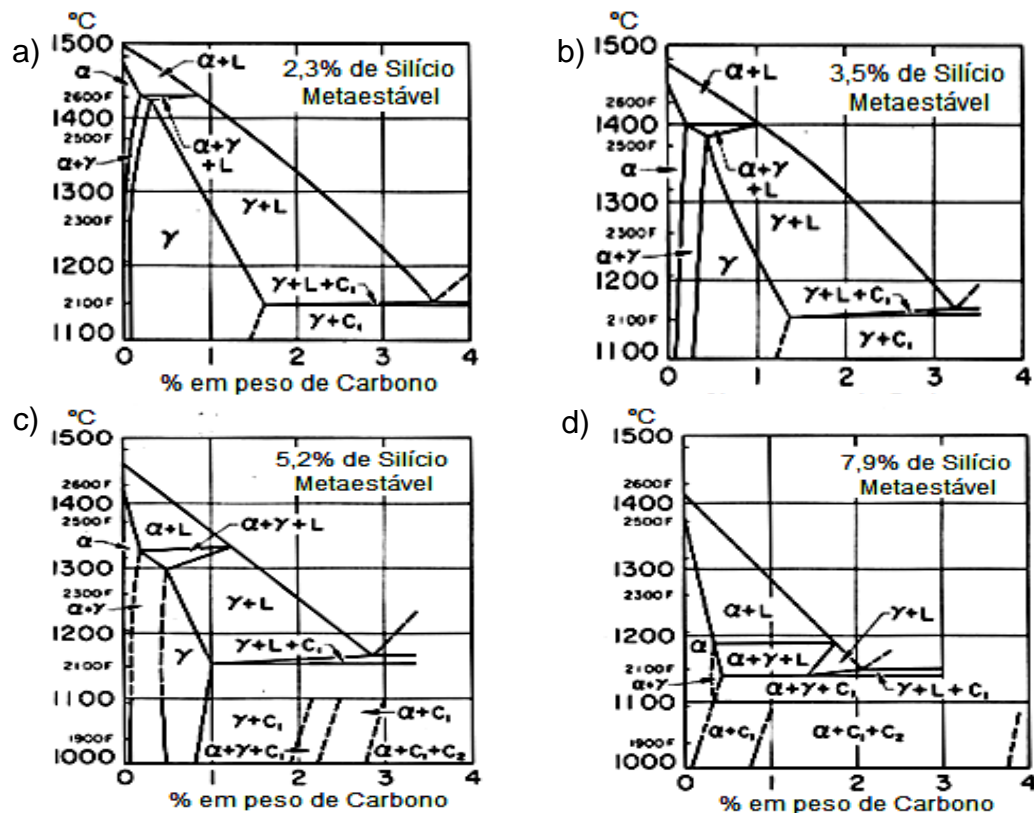 a)
°C
2,3% de Silício
Metaestável
1500
1400
1300
1200
1100
2600F
2500F
2300F
2100F
α
α+L
α+γ
α+γ
+L
γ+L
γ
γ+L+C₁
γ+C₁
0 1 2 3 4
% em peso de Carbono
b)
°C
3,5% de Silício
Metaestável
1500
1400
1300
1200
1100
2600F
2500F
2300F
2100F
α+L
α
α+γ
+L
γ+L
α+γ
γ
γ+L+C₁
γ+C₁
0 1 2 3 4
c)
°C
5,2% de Silício
Metaestável
1500
1400
1300
1200
1100
1000
2600F
2500F
2300F
2100F
1900F
α+L
α+γ+L
α
α+γ
γ
γ+L
γ+L+C₁
γ+C₁
α+C₁
α+γ+C₁
α+C₁+C₂
0 1 2 3 4
% em peso de Carbono
d)
°C
7,9% de Silício
Metaestável
1500
1400
1300
1200
1100
1000
2600F
2500F
2300F
2100F
1900F
α+L
γ+L
α
α+γ+L
α+γ
α+γ+C₁
γ+L+C₁
α+C₁
α+C₁+C₂
0 1 2 3 4
% em peso de Carbono